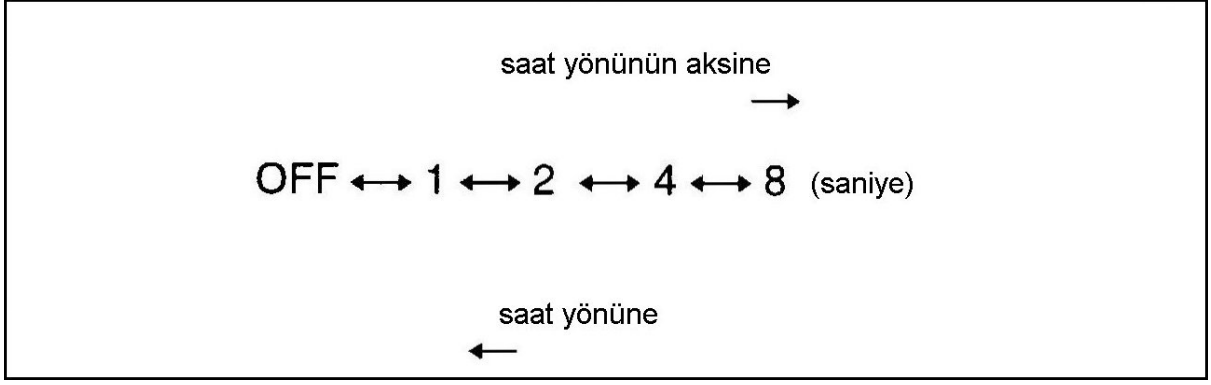 saat yönünün aksine
→
OFF ↔ 1 ↔ 2 ↔ 4 ↔ 8 (saniye)
saat yönüne
←